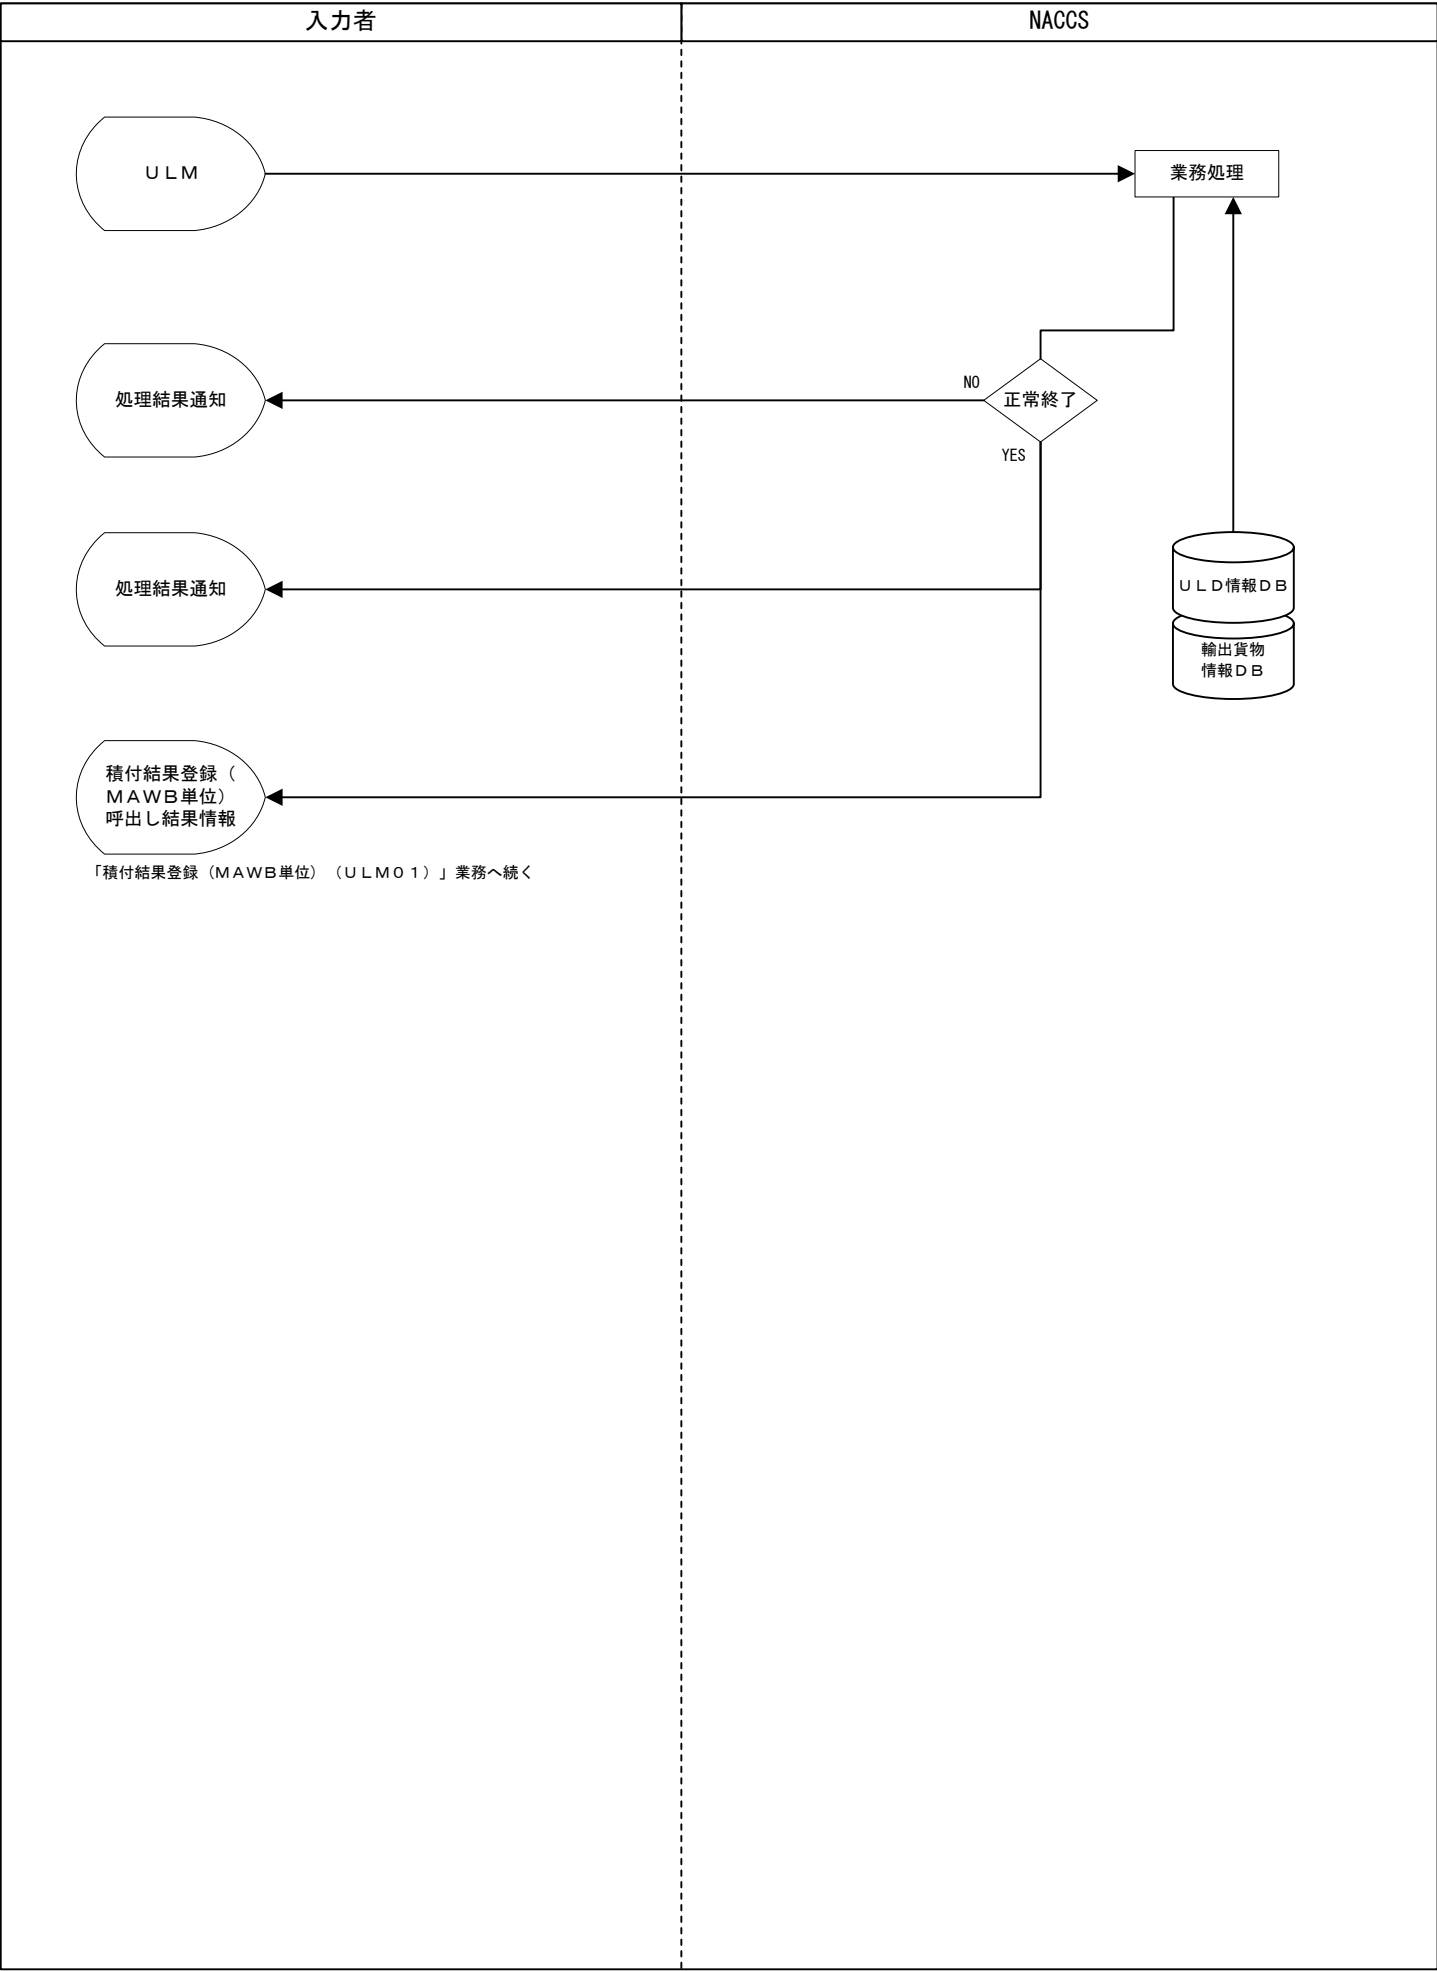 入力者
NACCS
ＵＬＭ
業務処理
処理結果通知
NO
正常終了
YES
処理結果通知
ＵＬＤ情報ＤＢ
輸出貨物
情報ＤＢ
積付結果登録（
ＭＡＷＢ単位）
呼出し結果情報
「積付結果登録（ＭＡＷＢ単位）（ＵＬＭ０１）」業務へ続く